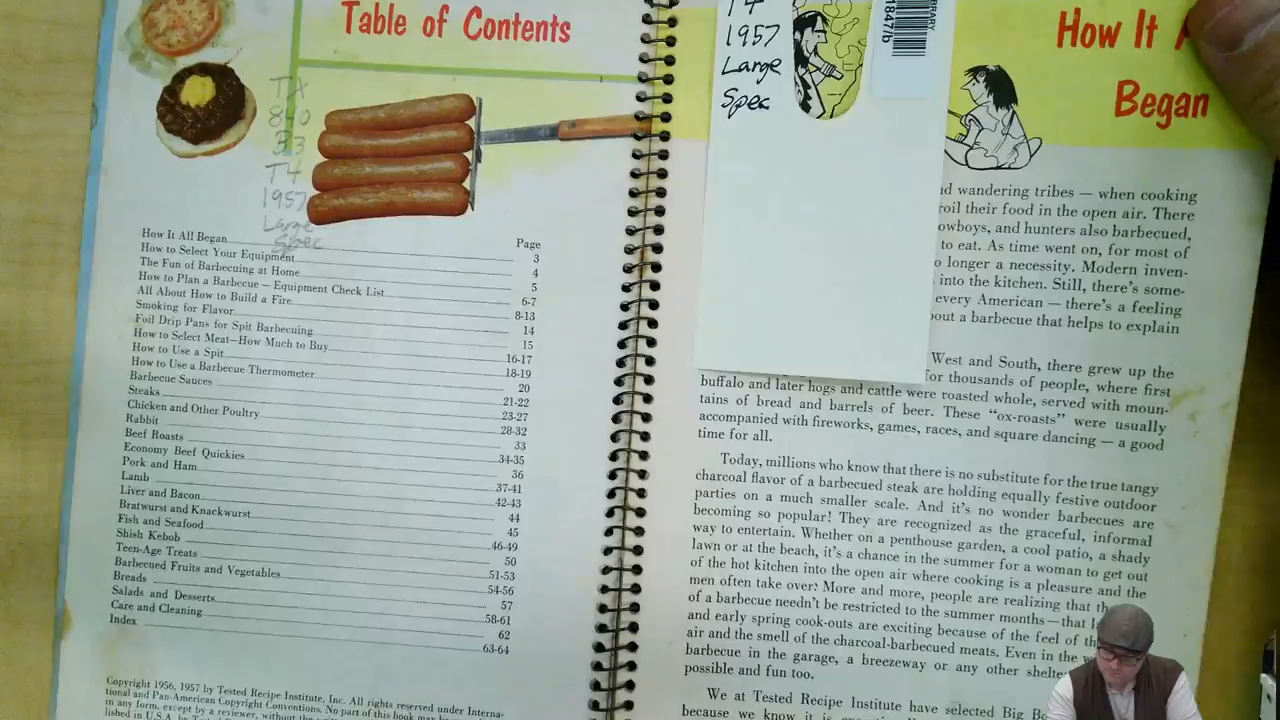 Table of Contents
TX
840
B3
T4
1957
Large
Spec
Page
How It All Began 3
How to Select Your Equipment 4
The Fun of Barbecuing at Home 5
How to Plan a Barbecue — Equipment Check List 6-7
All About How to Build a Fire 8-13
Smoking for Flavor 14
Foil Drip Pans for Spit Barbecuing 15
How to Select Meat—How Much to Buy 16-17
How to Use a Spit 18-19
How to Use a Barbecue Thermometer 20
Barbecue Sauces 21-22
Steaks 23-27
Chicken and Other Poultry 28-32
Rabbit 33
Beef Roasts 34-35
Economy Beef Quickies 36
Pork and Ham 37-41
Lamb 42-43
Liver and Bacon 44
Bratwurst and Knackwurst 45
Fish and Seafood 46-49
Shish Kebob 50
Teen-Age Treats 51-53
Barbecued Fruits and Vegetables 54-56
Breads 57
Salads and Desserts 58-61
Care and Cleaning 62
Index 63-64
Copyright 1956, 1957 by Tested Recipe Institute, Inc. All rights reserved under Interna-
tional and Pan-American Copyright Conventions. No part of this book may be
in any form, except by a reviewer, without the
lished in U.S.A. by Tested
T4
1957
Large
Spec
1847/b
How It
Began
wandering tribes — when cooking
their food in the open air. There
and hunters also barbecued,
to eat. As time went on, for most of
longer a necessity. Modern inven-
into the kitchen. Still, there's some-
every American — there's a feeling
a barbecue that helps to explain
West and South, there grew up the
for thousands of people, where first
buffalo and later hogs and cattle were roasted whole, served with moun-
tains of bread and barrels of beer. These "ox-roasts" were usually
accompanied with fireworks, games, races, and square dancing — a good
time for all.
Today, millions who know that there is no substitute for the true tangy
charcoal flavor of a barbecued steak are holding equally festive outdoor
parties on a much smaller scale. And it's no wonder barbecues are
becoming so popular! They are recognized as the graceful, informal
way to entertain. Whether on a penthouse garden, a cool patio, a shady
lawn or at the beach, it's a chance in the summer for a woman to get out
of the hot kitchen into the open air where cooking is a pleasure and the
men often take over! More and more, people are realizing that
of a barbecue needn't be restricted to the summer months—that
and early spring cook-outs are exciting because of the feel of
air and the smell of the charcoal-barbecued meats. Even in the
barbecue in the garage, a breezeway or any other
possible and fun too.
We at Tested Recipe Institute have selected Big
because we know it is